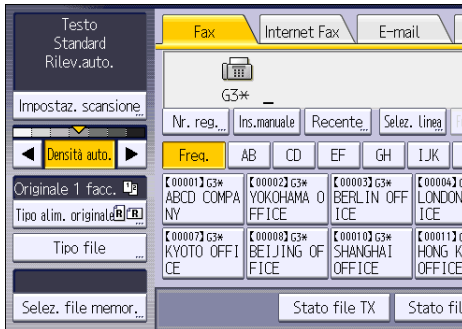 Testo
Standard
Rilev.auto.
Impostaz. scansione
Densità auto.
Originale 1 facc.
Tipo alim. originale
Tipo file
Selez. file memor.
Fax
Internet Fax
E-mail
G3* _
Nr. reg.
Ins.manuale
Recente
Selez. linea
Freq.
AB
CD
EF
GH
IJK
[00001]G3*
ABCD COMPA
NY
[00002]G3*
YOKOHAMA O
FFICE
[00003]G3*
BERLIN OFF
ICE
[00004]G
LONDON
ICE
[00007]G3*
KYOTO OFFI
CE
[00008]G3*
BEIJING OF
FICE
[00010]G3*
SHANGHAI
OFFICE
[00011]G
HONG K
OFFICE
Stato file TX
Stato fil